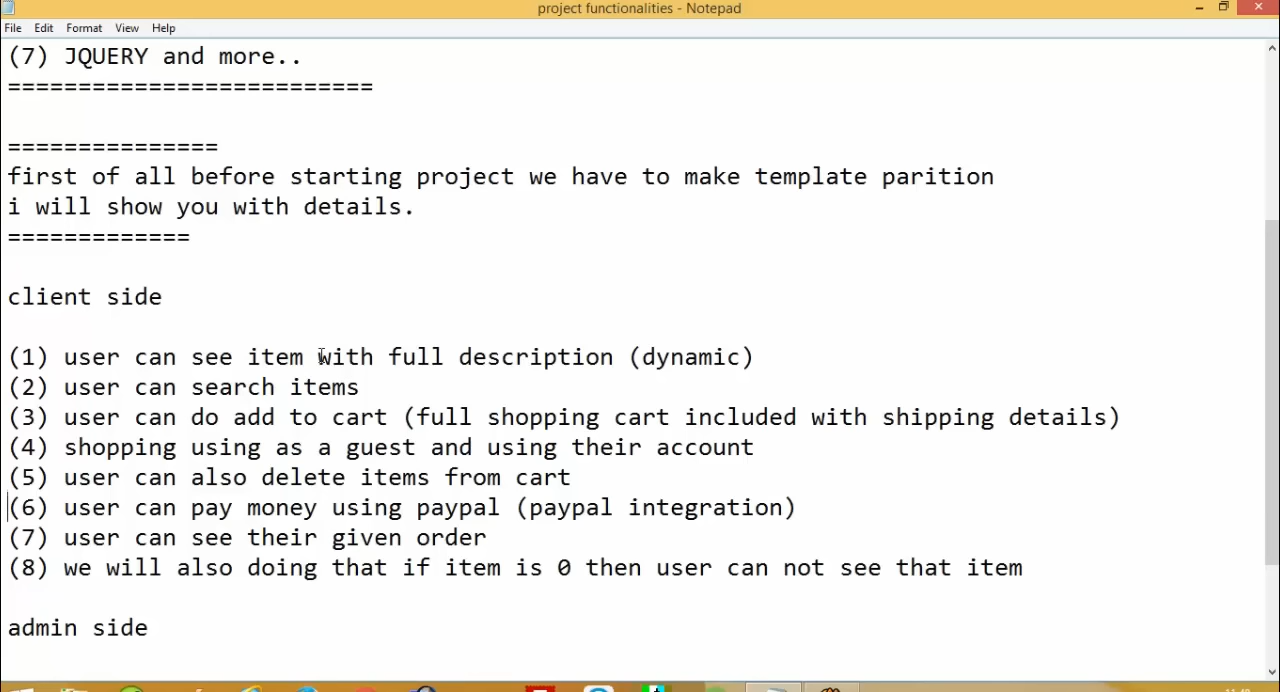 project functionalities - Notepad
File Edit Format View Help
(7) JQUERY and more..
==========================
===============
first of all before starting project we have to make template parition
i will show you with details.
=============
client side
(1) user can see item with full description (dynamic)
(2) user can search items
(3) user can do add to cart (full shopping cart included with shipping details)
(4) shopping using as a guest and using their account
(5) user can also delete items from cart
(6) user can pay money using paypal (paypal integration)
(7) user can see their given order
(8) we will also doing that if item is 0 then user can not see that item
admin side